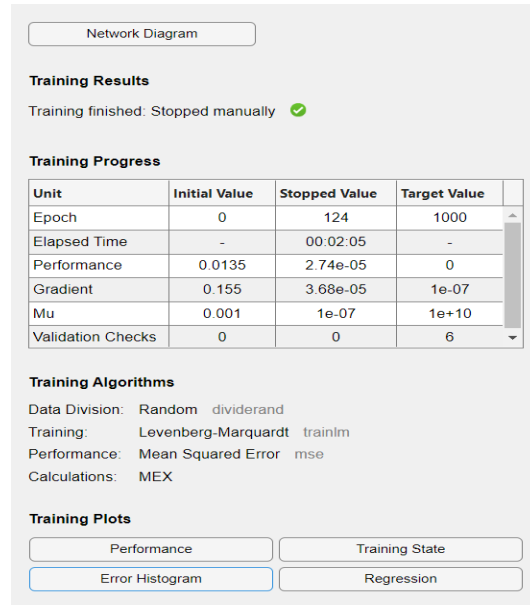 Network Diagram
Training Results
Training finished: Stopped manually
Training Progress
Unit Initial Value Stopped Value Target Value
Epoch 0 124 1000
Elapsed Time - 00:02:05 -
Performance 0.0135 2.74e-05 0
Gradient 0.155 3.68e-05 1e-07
Mu 0.001 1e-07 1e+10
Validation Checks 0 0 6
Training Algorithms
Data Division: Random dividerand
Training: Levenberg-Marquardt trainlm
Performance: Mean Squared Error mse
Calculations: MEX
Training Plots
Performance Training State
Error Histogram Regression